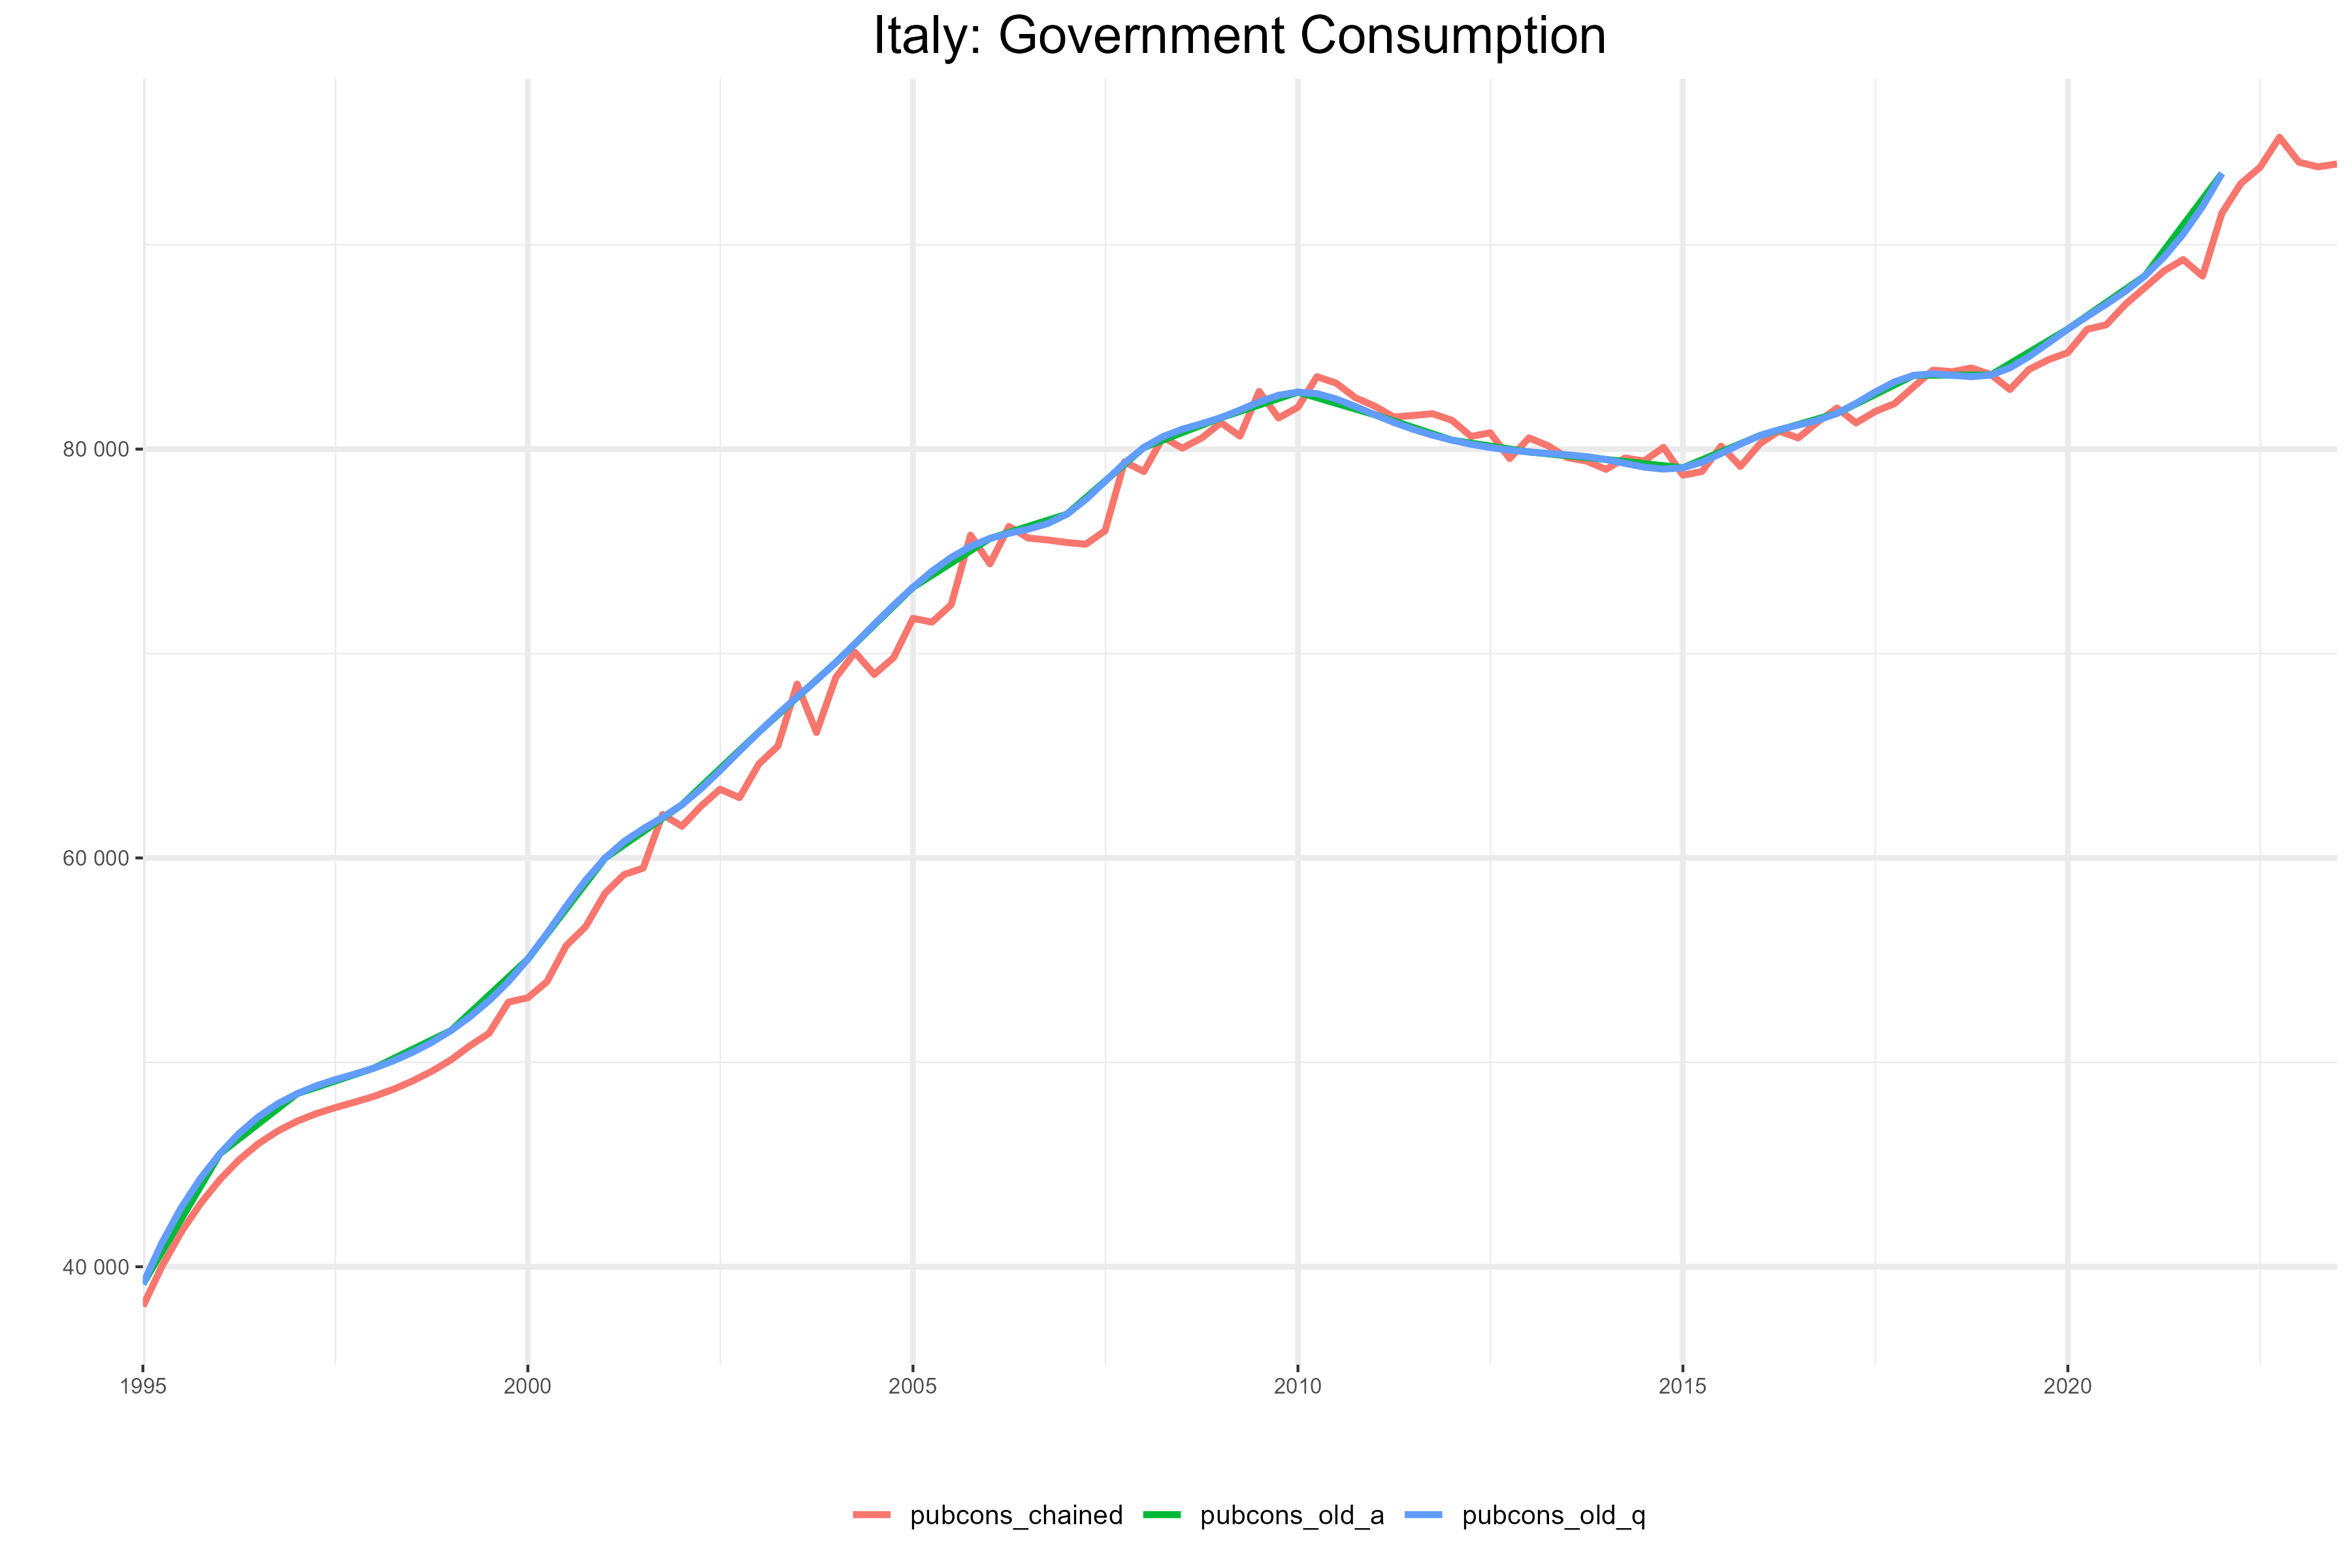 Italy: Government Consumption
80 000
60 000
40 000
1995 2000 2005 2010 2015 2020
pubcons_chained pubcons_old_a pubcons_old_q